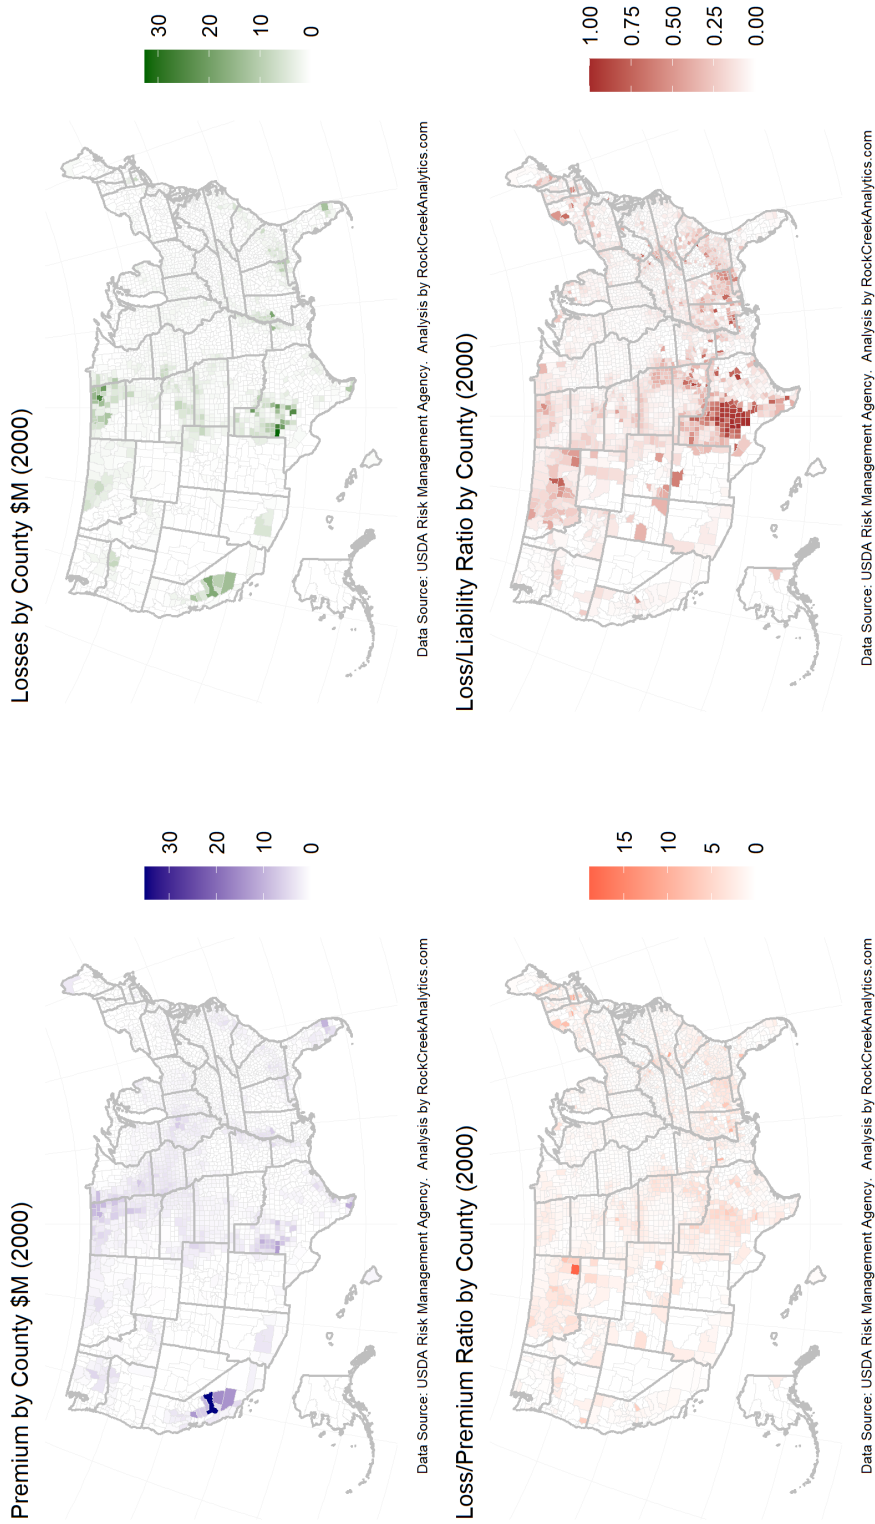 Premium by County $M (2000)
30
20
10
0
Data Source: USDA Risk Management Agency.  Analysis by RockCreekAnalytics.com
Losses by County $M (2000)
30
20
10
0
Data Source: USDA Risk Management Agency.  Analysis by RockCreekAnalytics.com
Loss/Premium Ratio by County (2000)
15
10
5
0
Data Source: USDA Risk Management Agency.  Analysis by RockCreekAnalytics.com
Loss/Liability Ratio by County (2000)
1.00
0.75
0.50
0.25
0.00
Data Source: USDA Risk Management Agency.  Analysis by RockCreekAnalytics.com